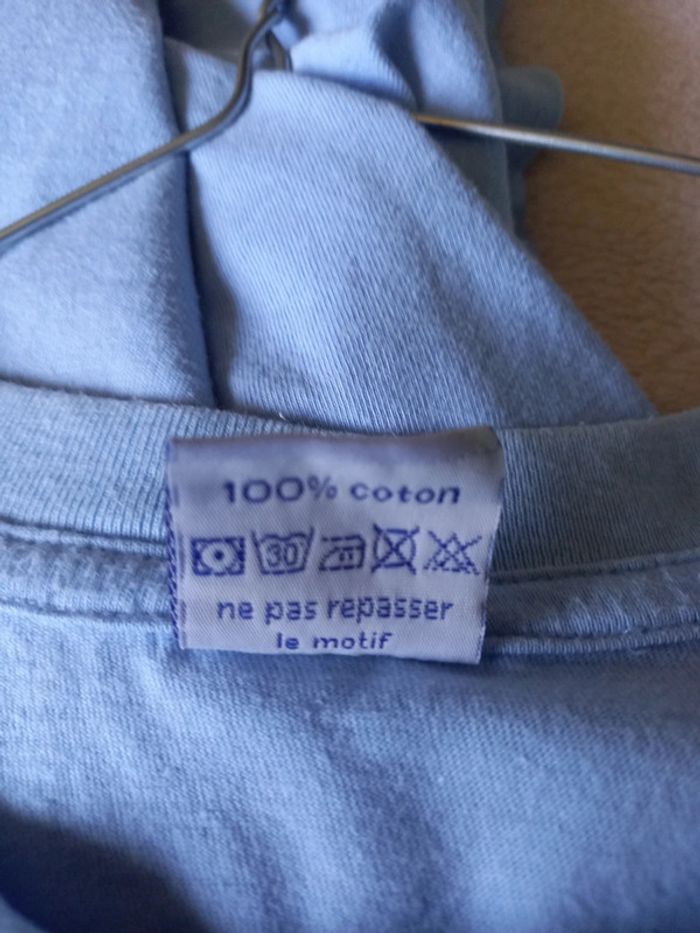 100% coton
30
ne pas repasser
le motif